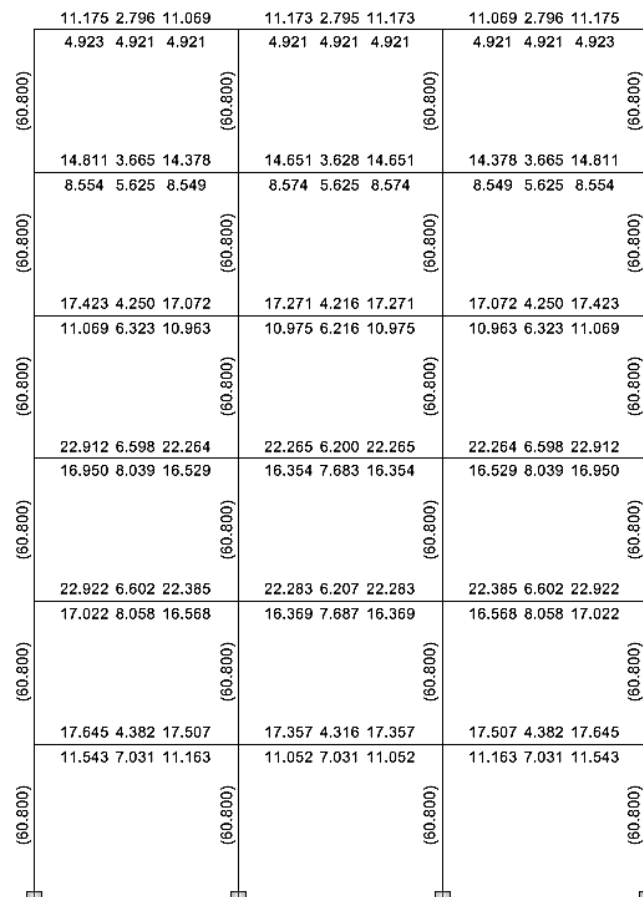 11.175 2.796 11.069 11.173 2.795 11.173 11.069 2.796 11.175
4.923 4.921 4.921 4.921 4.921 4.921 4.921 4.921 4.923
(60.800) (60.800) (60.800) (60.800)
14.811 3.665 14.378 14.651 3.628 14.651 14.378 3.665 14.811
8.554 5.625 8.549 8.574 5.625 8.574 8.549 5.625 8.554
(60.800) (60.800) (60.800) (60.800)
17.423 4.250 17.072 17.271 4.216 17.271 17.072 4.250 17.423
11.069 6.323 10.963 10.975 6.216 10.975 10.963 6.323 11.069
(60.800) (60.800) (60.800) (60.800)
22.912 6.598 22.264 22.265 6.200 22.265 22.264 6.598 22.912
16.950 8.039 16.529 16.354 7.683 16.354 16.529 8.039 16.950
(60.800) (60.800) (60.800) (60.800)
22.922 6.602 22.385 22.283 6.207 22.283 22.385 6.602 22.922
17.022 8.058 16.568 16.369 7.687 16.369 16.568 8.058 17.022
(60.800) (60.800) (60.800) (60.800)
17.645 4.382 17.507 17.357 4.316 17.357 17.507 4.382 17.645
11.543 7.031 11.163 11.052 7.031 11.052 11.163 7.031 11.543
(60.800) (60.800) (60.800) (60.800)